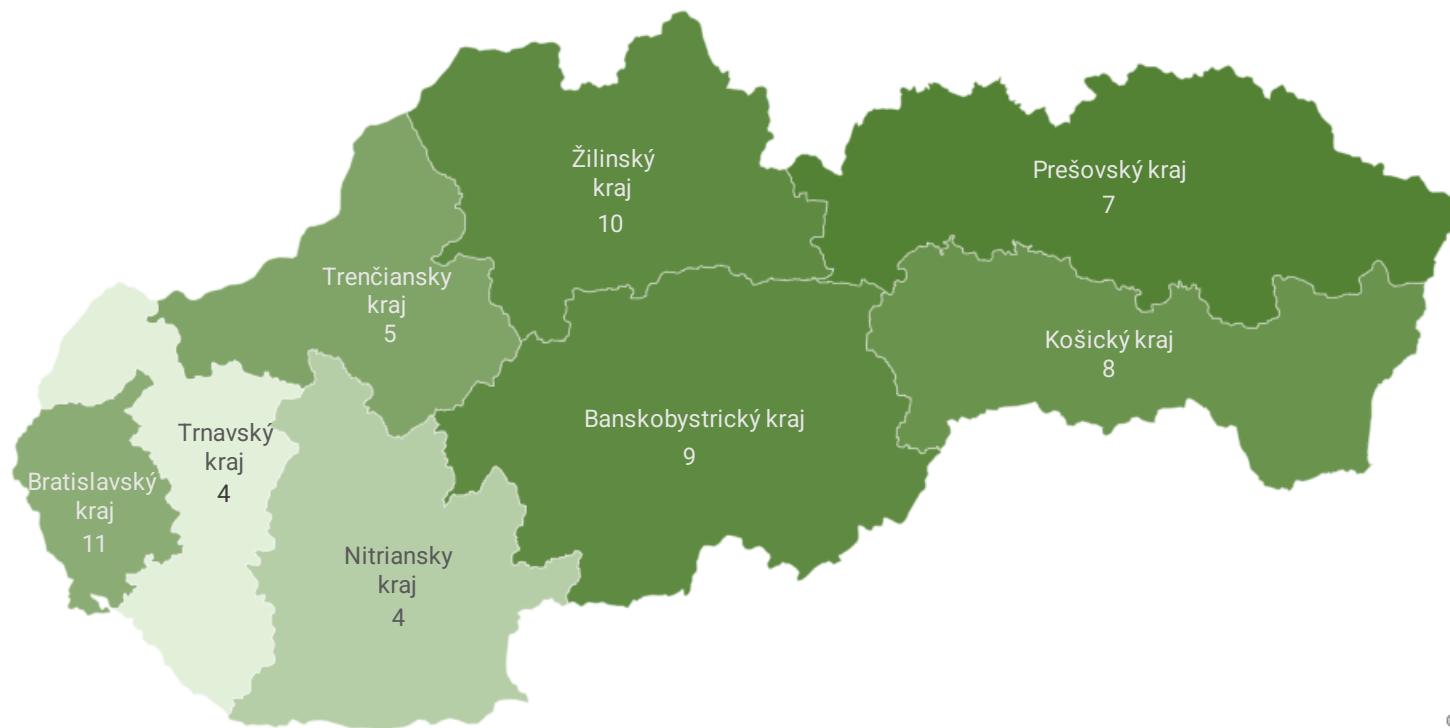 Žilinský
kraj
10
Prešovský kraj
7
Trenčiansky
kraj
5
Košický kraj
8
Banskobystrický kraj
9
Trnavský
kraj
4
Bratislavský
kraj
11
Nitriansky
kraj
4